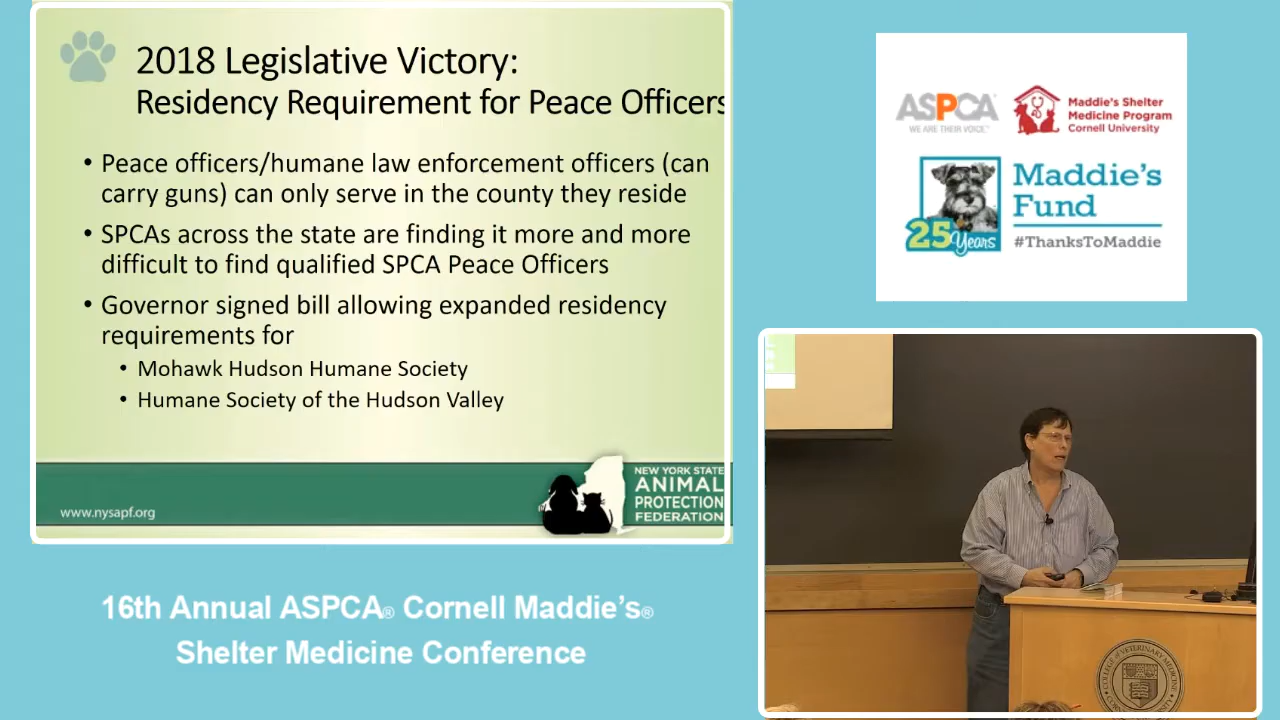 2018 Legislative Victory:
Residency Requirement for Peace Officers
• Peace officers/humane law enforcement officers (can
carry guns) can only serve in the county they reside
• SPCAs across the state are finding it more and more
difficult to find qualified SPCA Peace Officers
• Governor signed bill allowing expanded residency
requirements for
• Mohawk Hudson Humane Society
• Humane Society of the Hudson Valley
www.nysapf.org
NEW YORK STATE
ANIMAL
PROTECTION
FEDERATION
16th Annual ASPCA® Cornell Maddie's®
Shelter Medicine Conference
ASPCA
WE ARE THEIR VOICE
Maddie's Shelter
Medicine Program
Cornell University
25 Years
Maddie's
Fund
#ThanksToMaddie
COLLEGE of VETERINARY MEDICINE